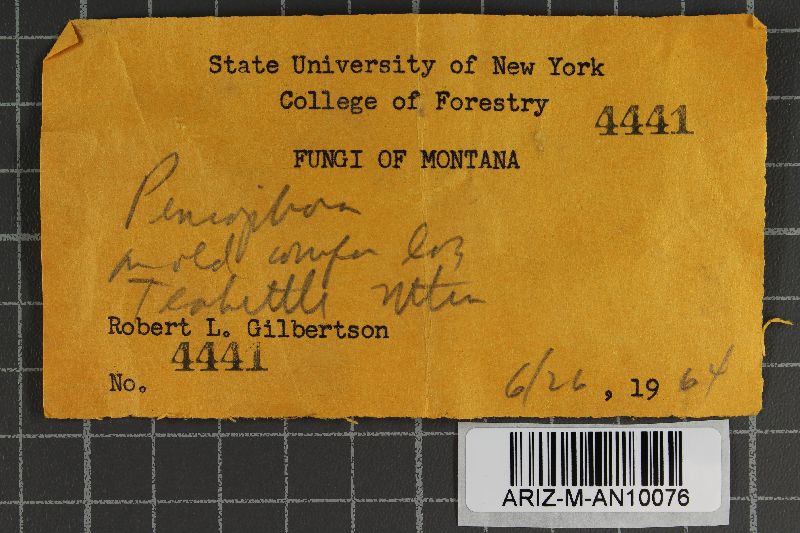 State University of New York
College of Forestry
4441
FUNGI OF MONTANA
Peniophora
on old conifer log
Robert L. Gilbertson
4441
No.
6/26, 1964
ARIZ-M-AN10076